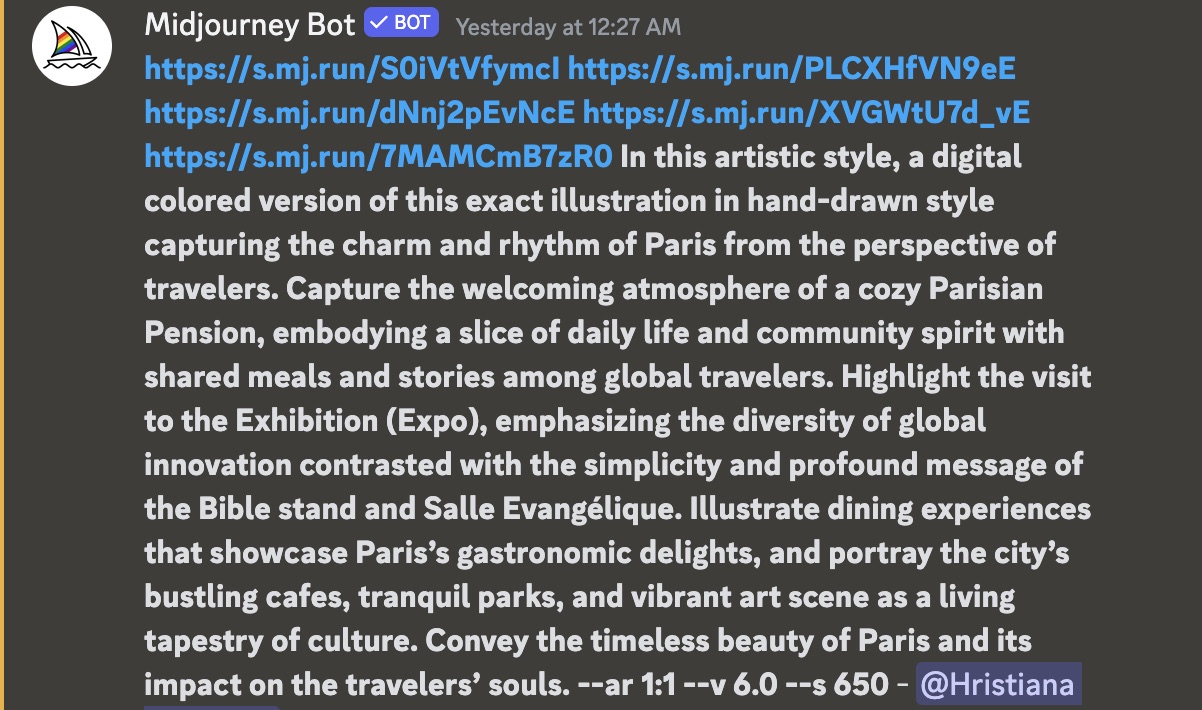 Midjourney Bot ✓ BOT Yesterday at 12:27 AM
https://s.mj.run/S0iVtVfymcI https://s.mj.run/PLCXHfVN9eE
https://s.mj.run/dNnj2pEvNcE https://s.mj.run/XVGWtU7d_vE
https://s.mj.run/7MAMCmB7zR0 In this artistic style, a digital
colored version of this exact illustration in hand-drawn style
capturing the charm and rhythm of Paris from the perspective of
travelers. Capture the welcoming atmosphere of a cozy Parisian
Pension, embodying a slice of daily life and community spirit with
shared meals and stories among global travelers. Highlight the visit
to the Exhibition (Expo), emphasizing the diversity of global
innovation contrasted with the simplicity and profound message of
the Bible stand and Salle Evangélique. Illustrate dining experiences
that showcase Paris’s gastronomic delights, and portray the city’s
bustling cafes, tranquil parks, and vibrant art scene as a living
tapestry of culture. Convey the timeless beauty of Paris and its
impact on the travelers’ souls. --ar 1:1 --v 6.0 --s 650 - @Hristiana